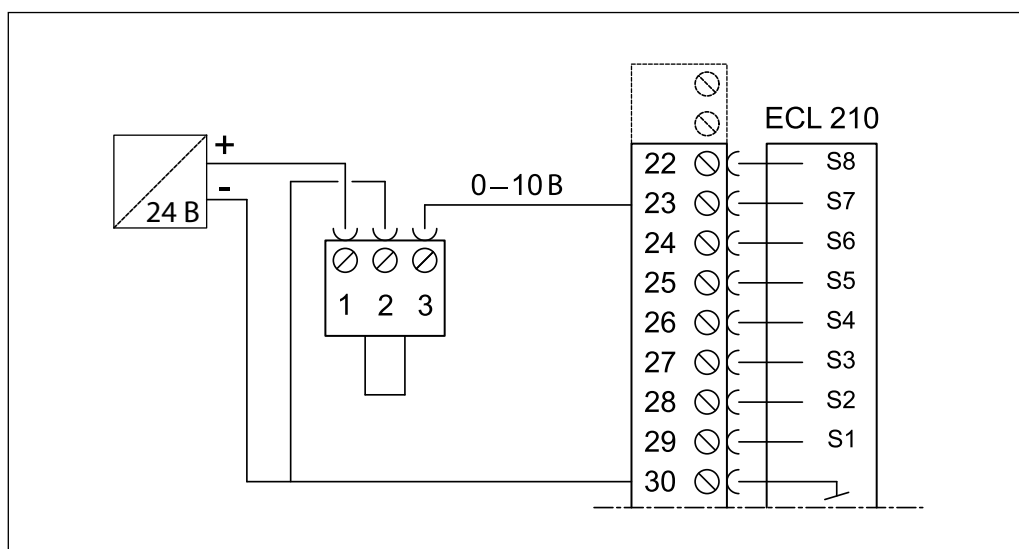 ECL 210
+
-
24 В
0–10 В
1 2 3
22 S8
23 S7
24 S6
25 S5
26 S4
27 S3
28 S2
29 S1
30